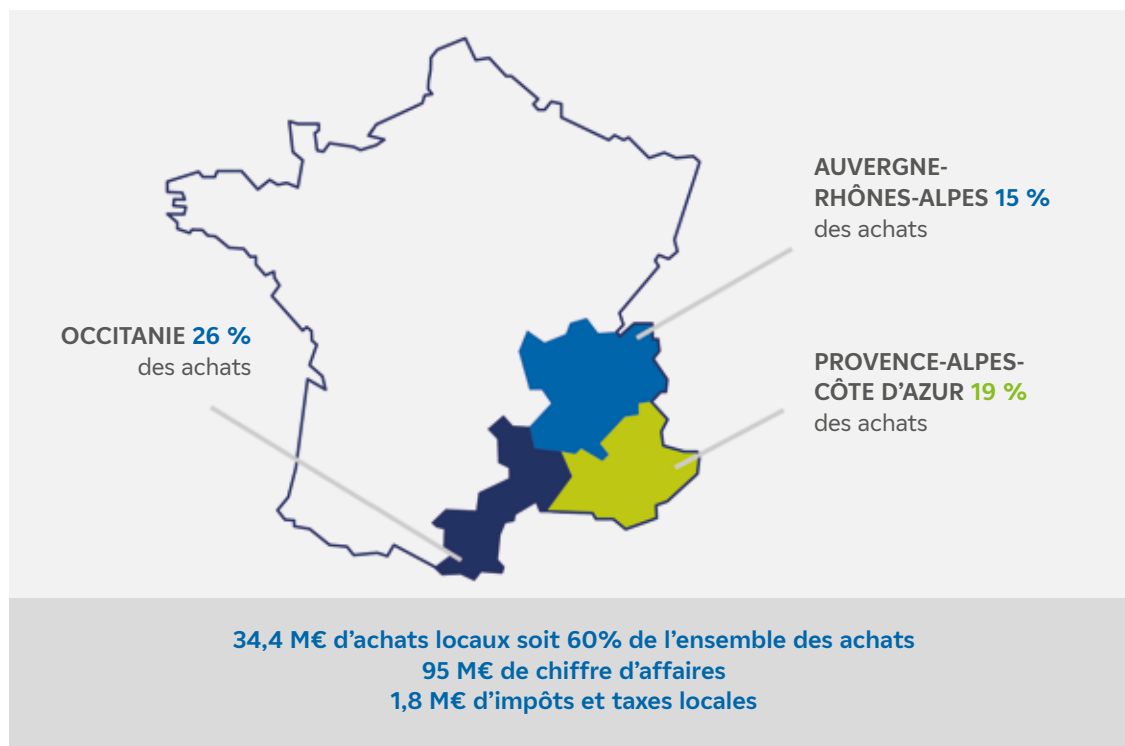 AUVERGNE-
RHÔNES-ALPES 15 %
des achats
OCCITANIE 26 %
des achats
PROVENCE-ALPES-
CÔTE D’AZUR 19 %
des achats
34,4 M€ d’achats locaux soit 60% de l’ensemble des achats
95 M€ de chiffre d’affaires
1,8 M€ d’impôts et taxes locales